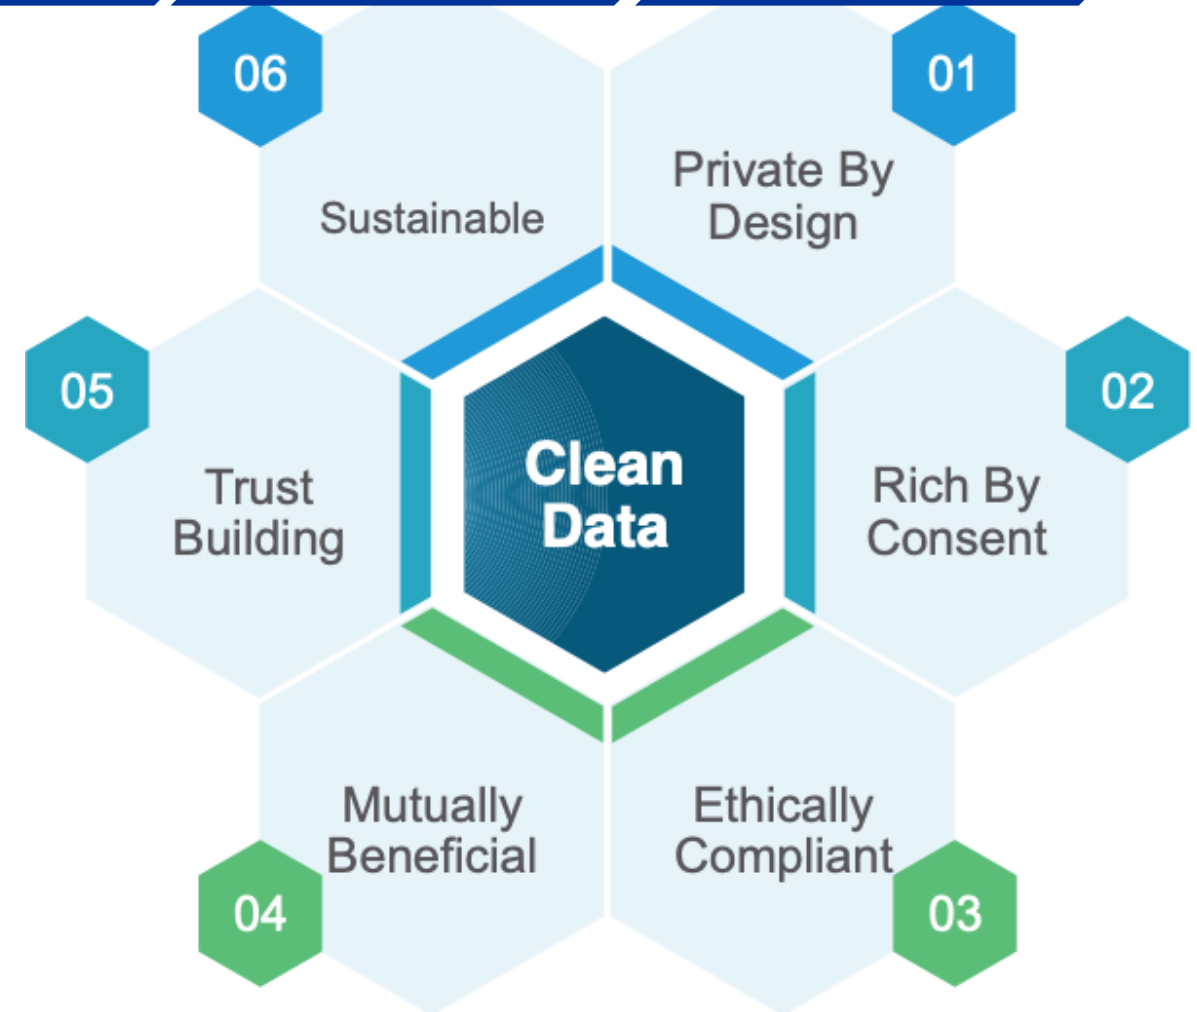 06
01
Private By
Design
Sustainable
05
02
Trust
Building
Clean
Data
Rich By
Consent
Mutually
Beneficial
Ethically
Compliant
04
03